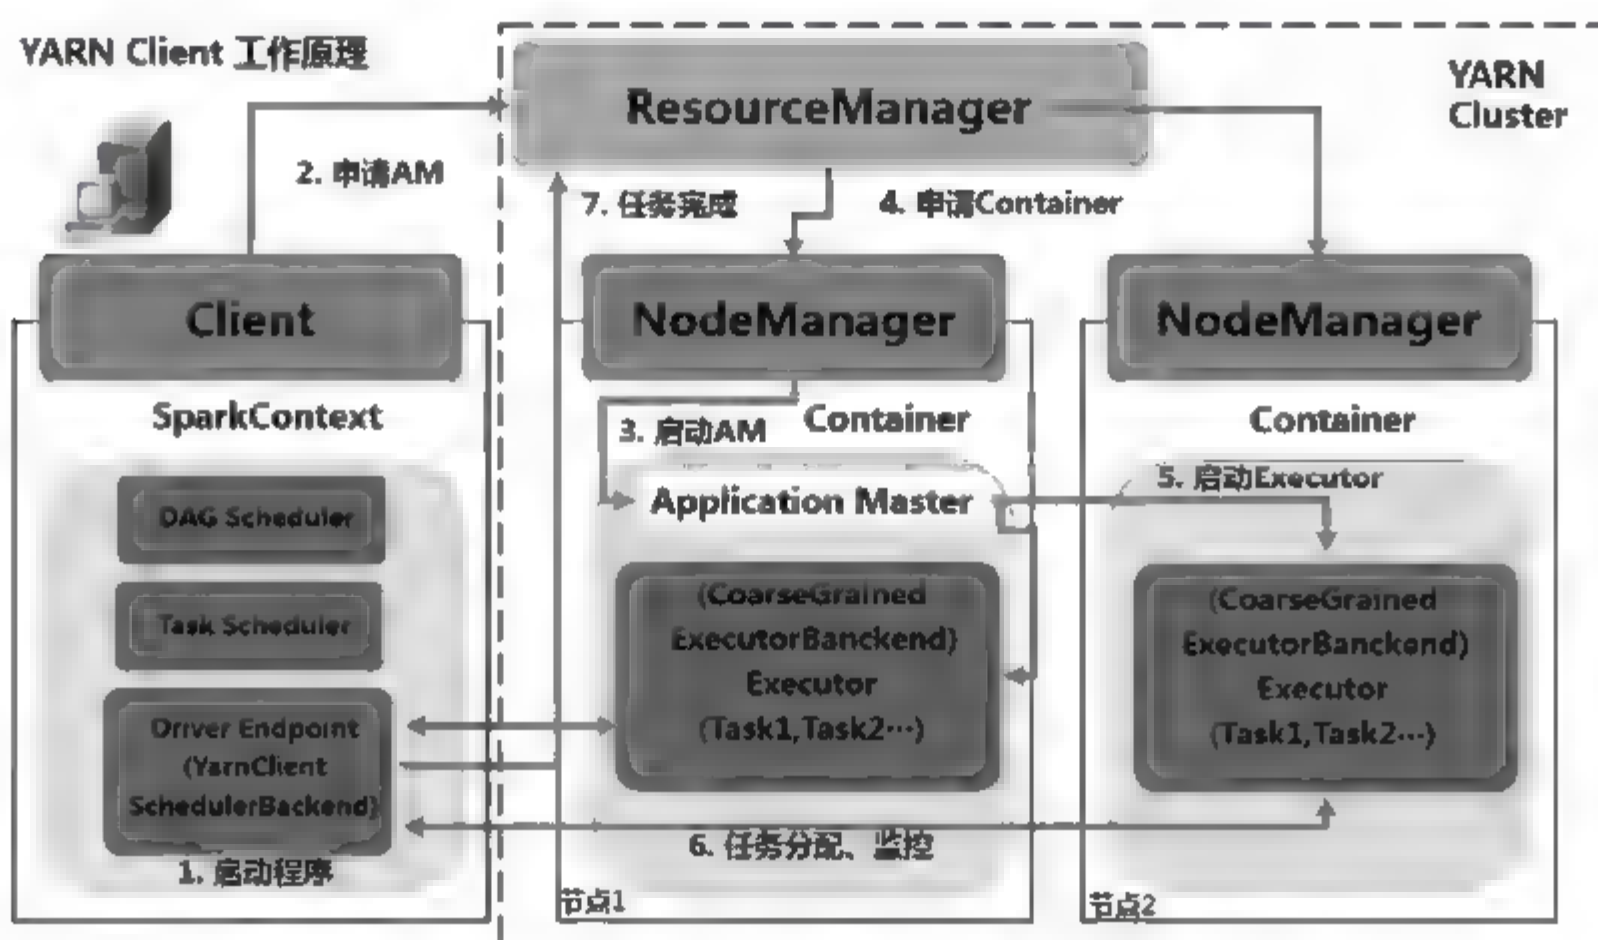 YARN Client 工作原理
YARN
Cluster
ResourceManager
2. 申请AM
7. 任务完成
4. 申请Container
Client
NodeManager
NodeManager
SparkContext
3. 启动AM
Container
Container
Application Master
5. 启动Executor
DAG Scheduler
Task Scheduler
Driver Endpoint
(YarnClient
SchedulerBackend)
1. 启动程序
(CoarseGrained
ExecutorBanckend)
Executor
(Task1,Task2…)
(CoarseGrained
ExecutorBanckend)
Executor
(Task1,Task2…)
6. 任务分配、监控
节点1
节点2